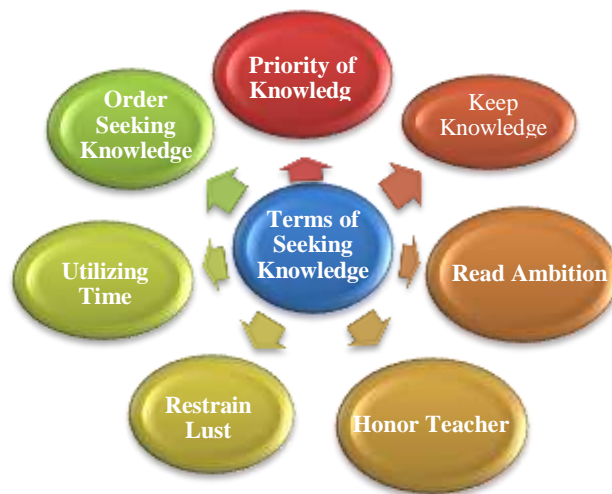 Priority of
Knowledg
Keep
Knowledge
Read Ambition
Honor Teacher
Restrain
Lust
Utilizing
Time
Order
Seeking
Knowledge
Terms of
Seeking
Knowledge